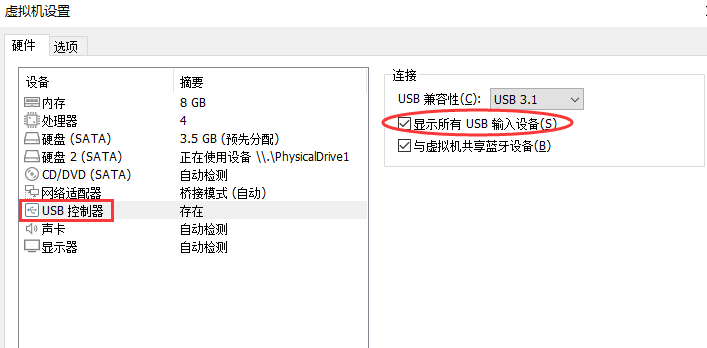 虚拟机设置
硬件 选项
设备 摘要
内存 8 GB
处理器 4
硬盘 (SATA) 3.5 GB (预先分配)
硬盘 2 (SATA) 正在使用设备 \\.\PhysicalDrive1
CD/DVD (SATA) 自动检测
网络适配器 桥接模式 (自动)
USB 控制器 存在
声卡 自动检测
显示器 自动检测
连接
USB 兼容性(C): USB 3.1
显示所有 USB 输入设备(S)
与虚拟机共享蓝牙设备(B)